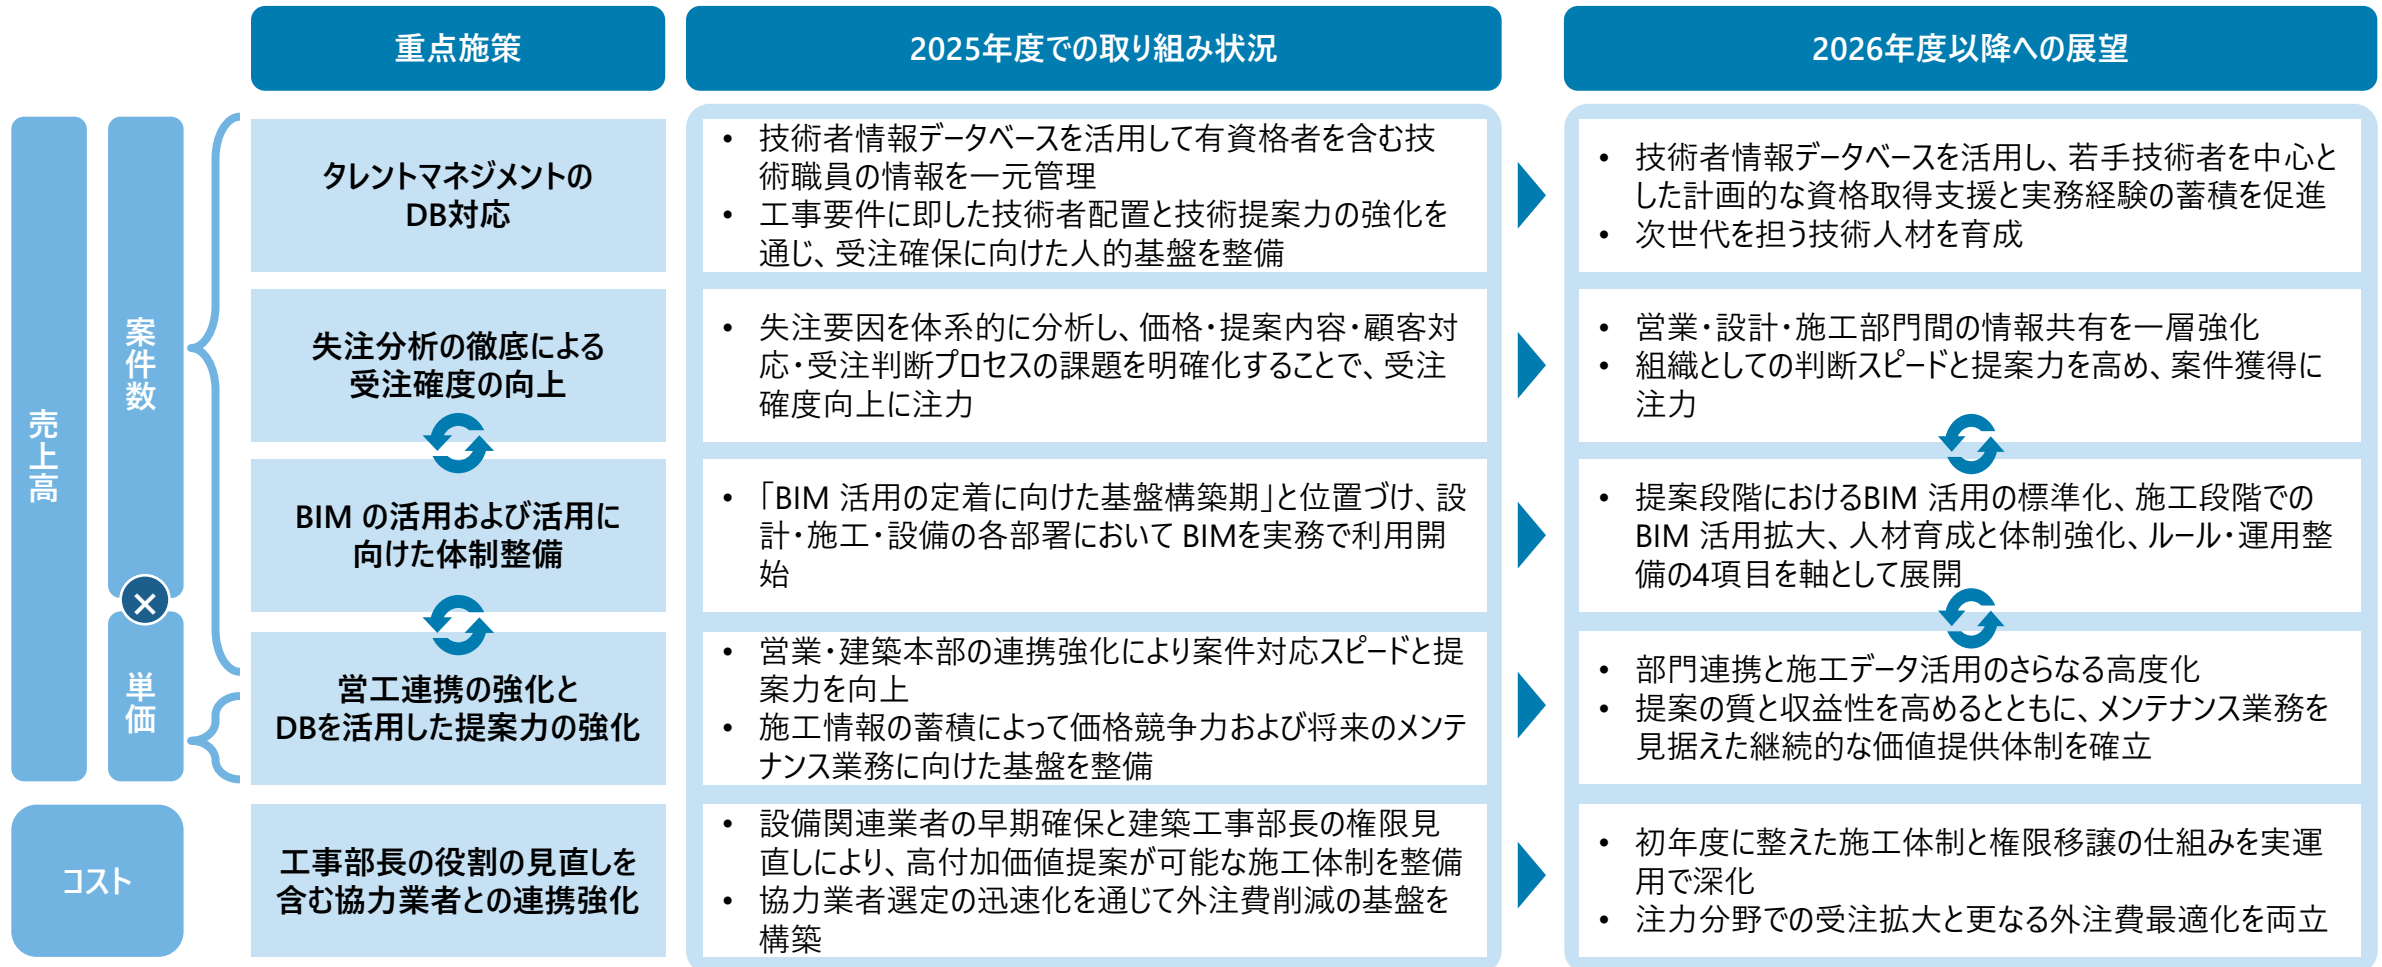 重点施策
2025年度での取り組み状況
2026年度以降への展望
売上高
案件数
×
単価
タレントマネジメントの
DB対応
• 技術者情報データベースを活用して有資格者を含む技
術職員の情報を一元管理
• 工事要件に即した技術者配置と技術提案力の強化を
通じ、受注確保に向けた人的基盤を整備
• 技術者情報データベースを活用し、若手技術者を中心と
した計画的な資格取得支援と実務経験の蓄積を促進
• 次世代を担う技術人材を育成
失注分析の徹底による
受注確度の向上
• 失注要因を体系的に分析し、価格・提案内容・顧客対
応・受注判断プロセスの課題を明確化することで、受注
確度向上に注力
• 営業・設計・施工部門間の情報共有を一層強化
• 組織としての判断スピードと提案力を高め、案件獲得に
注力
BIM の活用および活用に
向けた体制整備
• 「BIM 活用の定着に向けた基盤構築期」と位置づけ、設
計・施工・設備の各部署において BIMを実務で利用開
始
• 提案段階におけるBIM 活用の標準化、施工段階での
BIM 活用拡大、人材育成と体制強化、ルール・運用整
備の4項目を軸として展開
営工連携の強化と
DBを活用した提案力の強化
• 営業・建築本部の連携強化により案件対応スピードと提
案力を向上
• 施工情報の蓄積によって価格競争力および将来のメンテ
ナンス業務に向けた基盤を整備
• 部門連携と施工データ活用のさらなる高度化
• 提案の質と収益性を高めるとともに、メンテナンス業務を
見据えた継続的な価値提供体制を確立
コスト
工事部長の役割の見直しを
含む協力業者との連携強化
• 設備関連業者の早期確保と建築工事部長の権限見
直しにより、高付加価値提案が可能な施工体制を整備
• 協力業者選定の迅速化を通じて外注費削減の基盤を
構築
• 初年度に整えた施工体制と権限移譲の仕組みを実運
用で深化
• 注力分野での受注拡大と更なる外注費最適化を両立